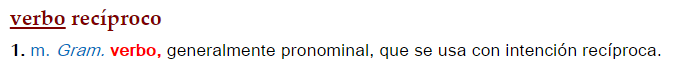 verbo recíproco
1. m. Gram. verbo, generalmente pronominal, que se usa con intención recíproca.